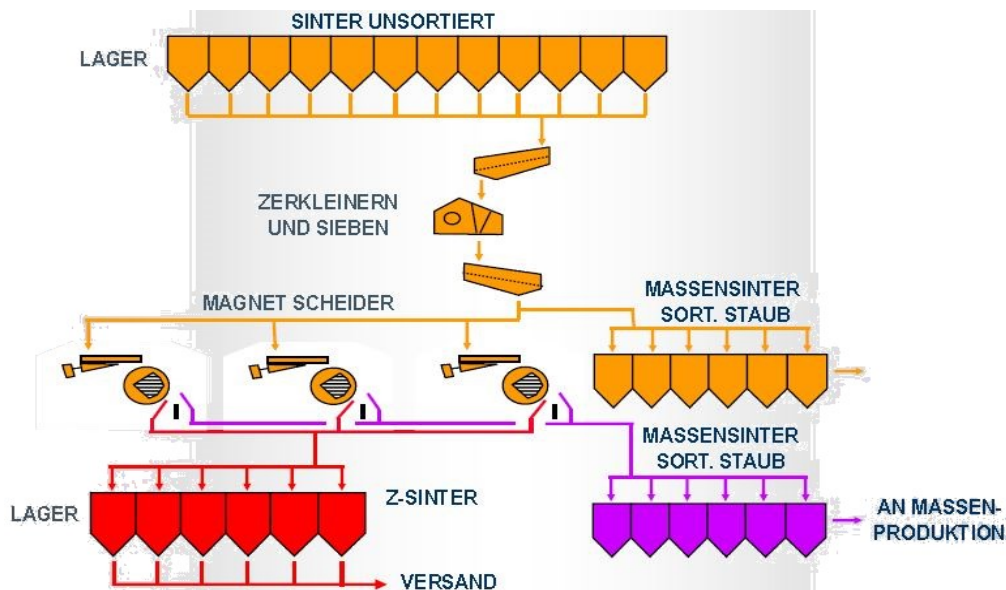 SINTER UNSORTIERT
LAGER
ZERKLEINERN
UND SIEBEN
MAGNET SCHEIDER
MASSENSINTER
SORT. STAUB
MASSENSINTER
SORT. STAUB
Z-SINTER
LAGER
AN MASSEN-
PRODUKTION
VERSAND